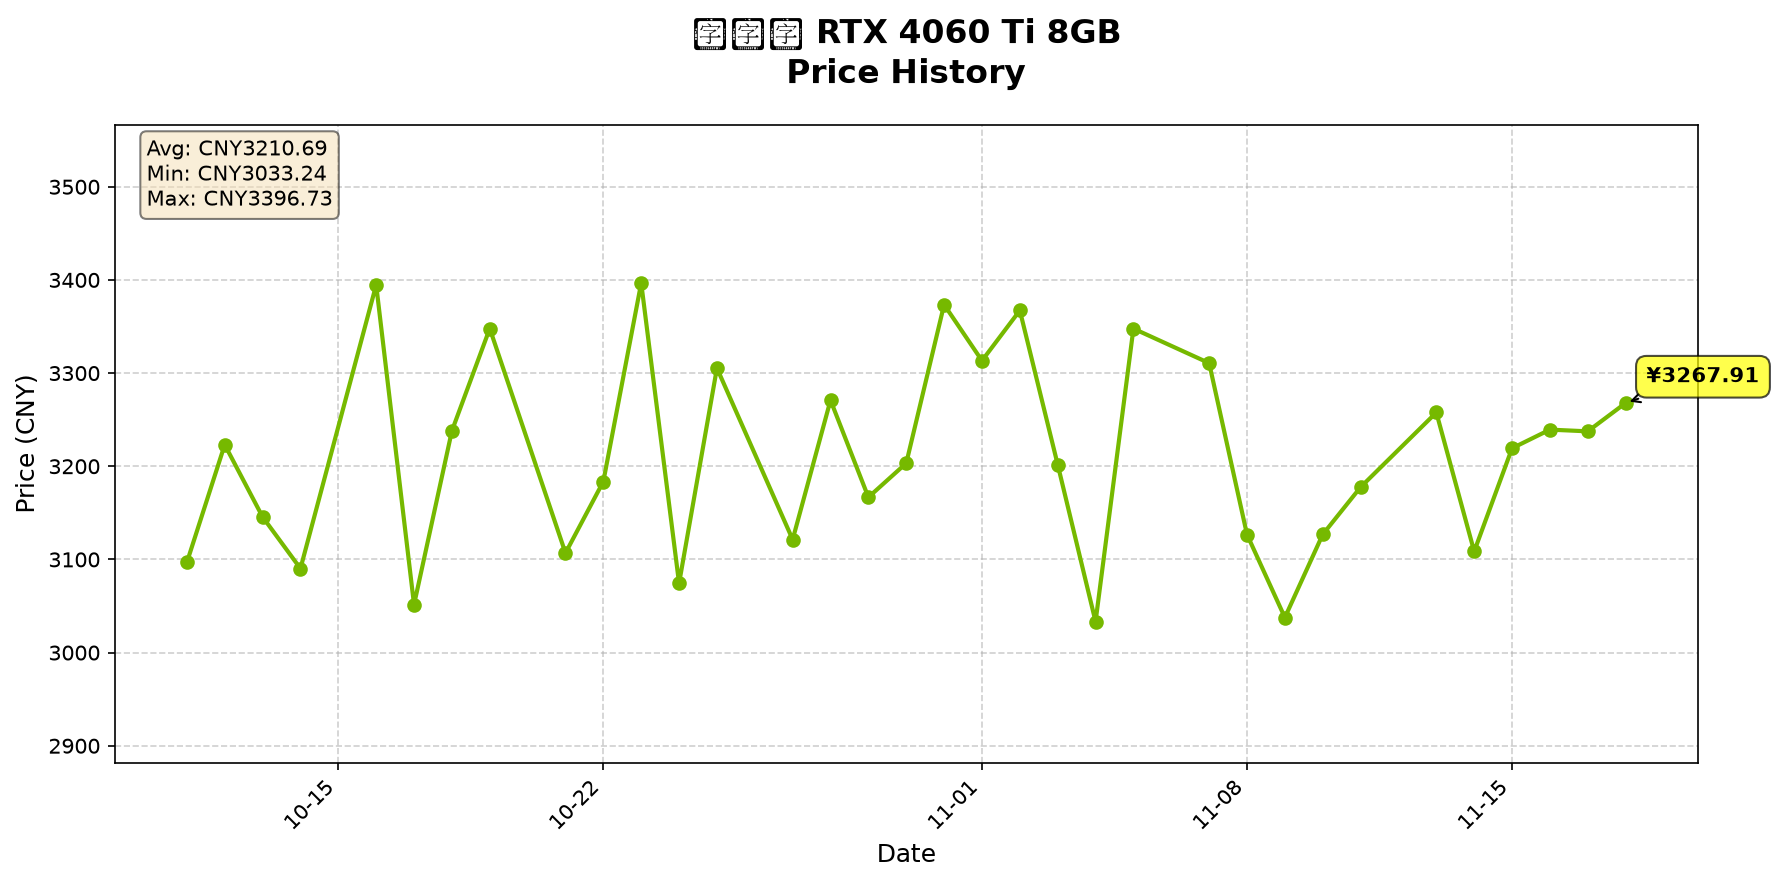 RTX 4060 Ti 8GB
Price History
Avg: CNY3210.69
Min: CNY3033.24
Max: CNY3396.73
3500
3400
3300
3200
3100
3000
2900
Price (CNY)
¥3267.91
10-15
10-22
11-01
11-08
11-15
Date